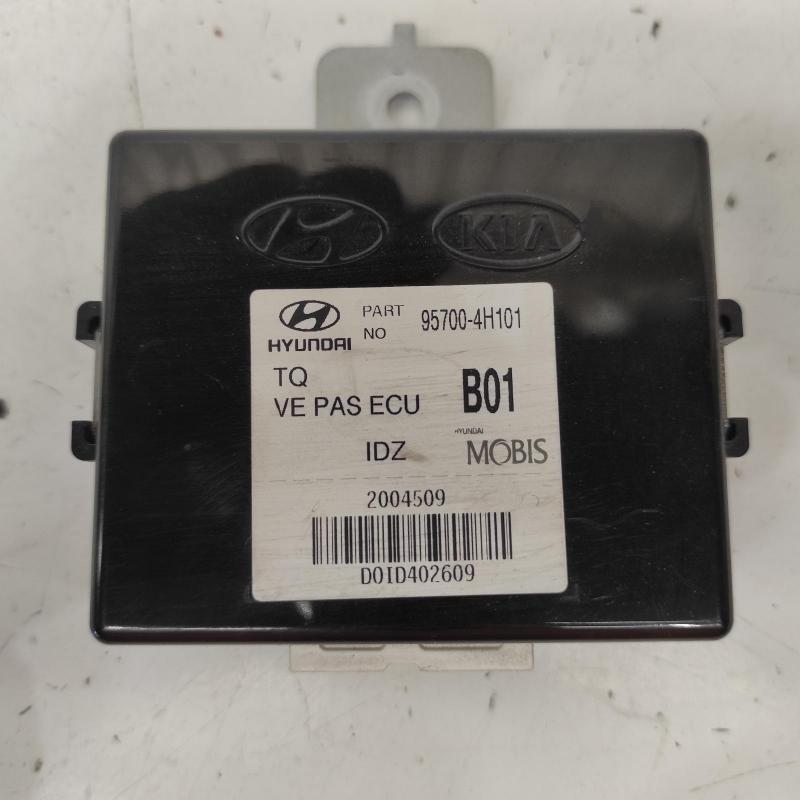 KIA
HYUNDAI
PART NO 95700-4H101
TQ
VE PAS ECU B01
IDZ
HYUNDAI
MOBIS
2004509
D0ID402609